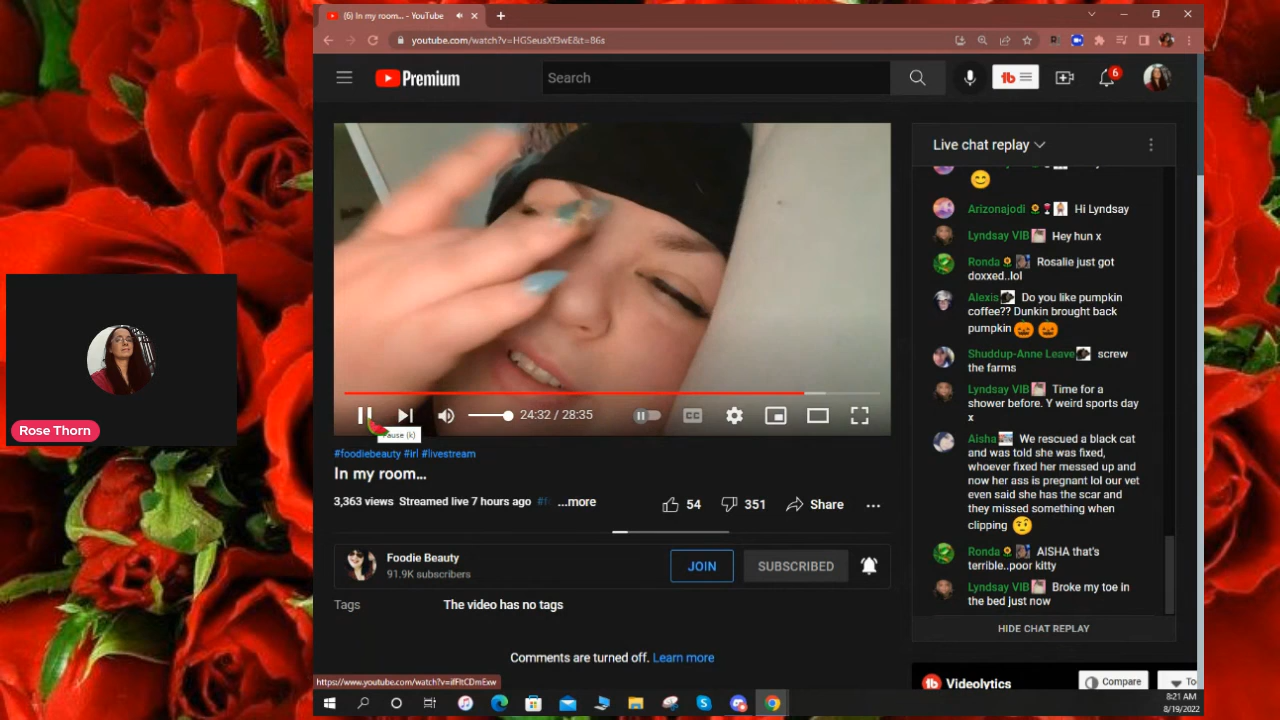 (6) In my room... - YouTube
youtube.com/watch?v=HGSeusXf3wE&t=86s
Premium
Search
tb
6
Live chat replay
Arizonajodi Hi Lyndsay
Lyndsay VIB Hey hun x
Ronda Rosalie just got
doxxed..lol
Alexis Do you like pumpkin
coffee?? Dunkin brought back
pumpkin
Shuddup-Anne Leave screw
the farms
Lyndsay VIB Time for a
shower before. Y weird sports day
x
Aisha We rescued a black cat
and was told she was fixed,
whoever fixed her messed up and
now her ass is pregnant lol our vet
even said she has the scar and
they missed something when
clipping
Ronda AISHA that's
terrible..poor kitty
Lyndsay VIB Broke my toe in
the bed just now
HIDE CHAT REPLAY
24:32 / 28:35
CC
Pause (k)
Rose Thorn
#foodiebeauty #irl #livestream
In my room...
3,363 views Streamed live 7 hours ago ...more
54
351
Share
Foodie Beauty
91.9K subscribers
JOIN
SUBSCRIBED
Tags
The video has no tags
Comments are turned off. Learn more
tb Videolytics
Compare
To
8:21 AM
8/19/2022